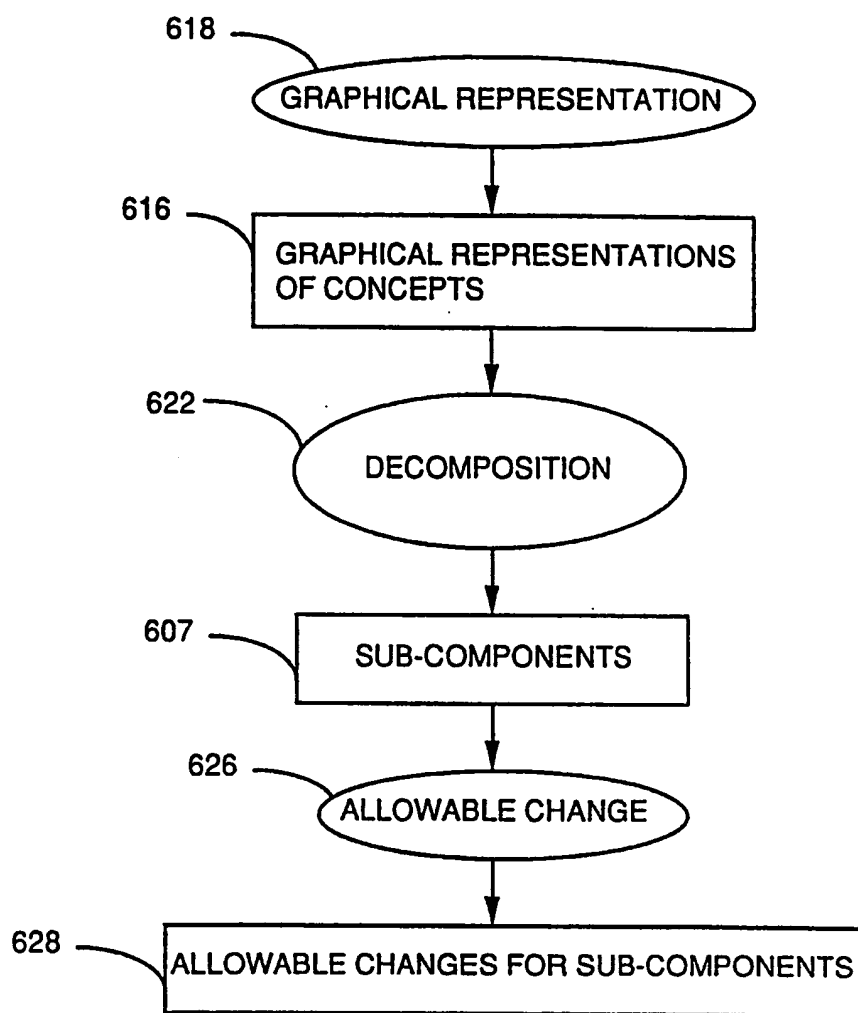 618
GRAPHICAL REPRESENTATION
616
GRAPHICAL REPRESENTATIONS
OF CONCEPTS
622
DECOMPOSITION
607
SUB-COMPONENTS
626
ALLOWABLE CHANGE
628
ALLOWABLE CHANGES FOR SUB-COMPONENTS